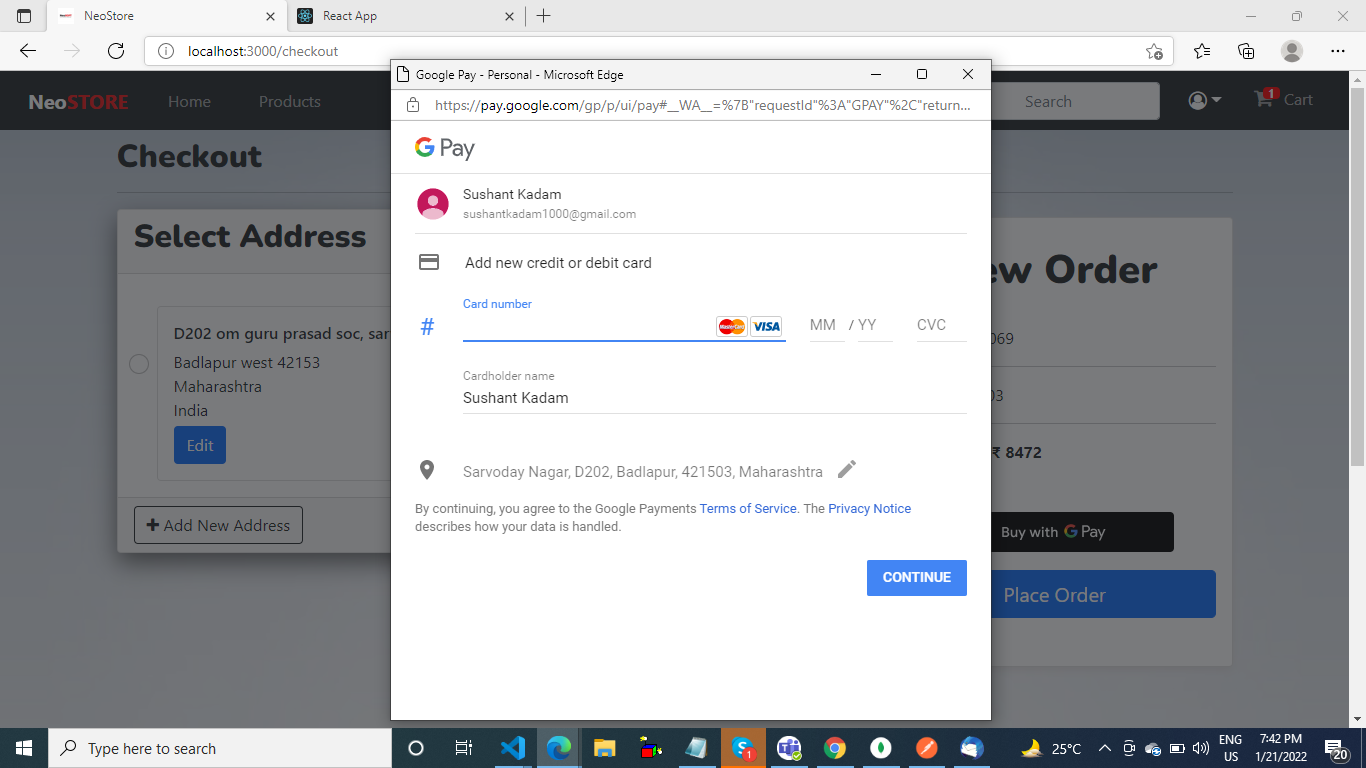 NeoStore
React App
localhost:3000/checkout
NeoSTORE
Home
Products
Search
1
Cart
Checkout
Select Address
D202 om guru prasad soc, sar
Badlapur west 42153
Maharashtra
India
Edit
Add New Address
Google Pay - Personal - Microsoft Edge
https://pay.google.com/gp/p/ui/pay#__WA__=%7B"requestId"%3A"GPAY"%2C"return...
G Pay
Sushant Kadam
sushantkadam1000@gmail.com
Add new credit or debit card
Card number
#
MasterCard VISA
MM / YY
CVC
Cardholder name
Sushant Kadam
Sarvoday Nagar, D202, Badlapur, 421503, Maharashtra
By continuing, you agree to the Google Payments Terms of Service. The Privacy Notice
describes how your data is handled.
CONTINUE
ew Order
069
03
₹ 8472
Buy with G Pay
Place Order
Type here to search
1
25°C
ENG
US
7:42 PM
1/21/2022
20